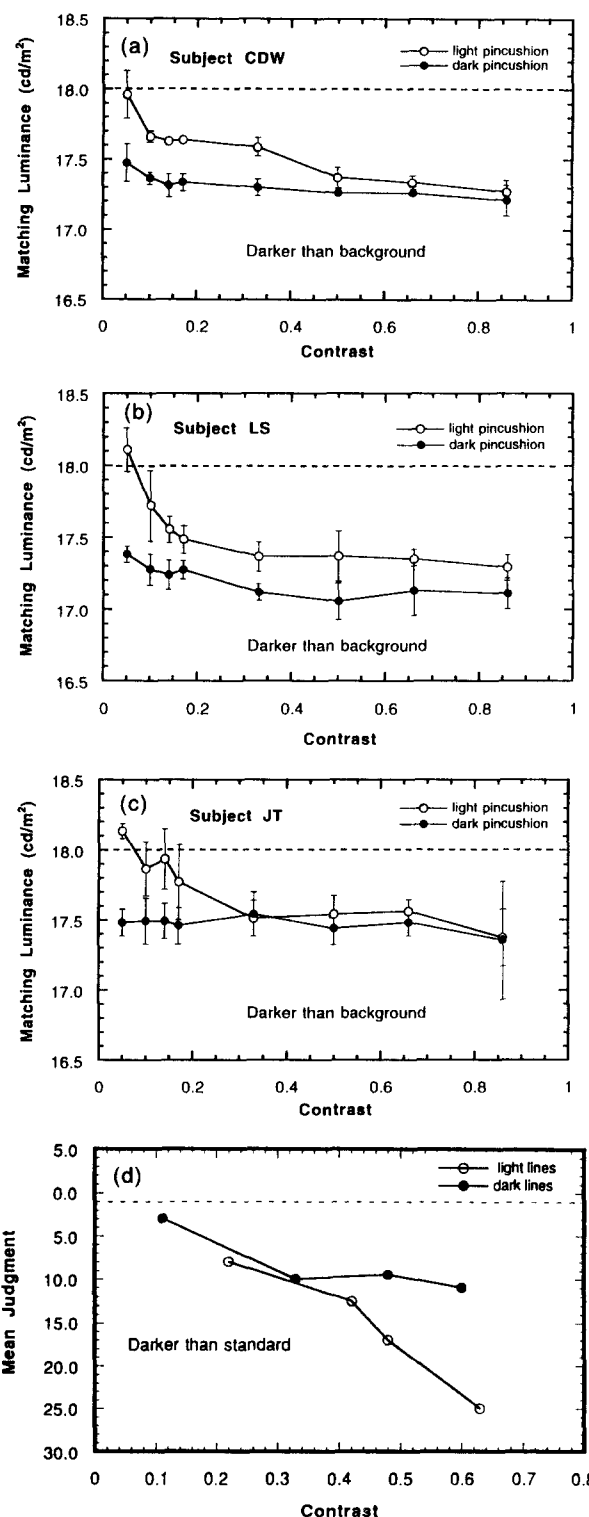 (a)
Subject CDW
light pincushion
dark pincushion
Matching Luminance (cd/m²)
18.0
17.5
17.0
16.5
Darker than background
0 0.2 0.4 0.6 0.8 1
Contrast
18.5
(b)
Subject LS
light pincushion
dark pincushion
Matching Luminance (cd/m²)
18.0
17.5
17.0
16.5
Darker than background
0 0.2 0.4 0.6 0.8 1
Contrast
18.5
(c)
Subject JT
light pincushion
dark pincushion
Matching Luminance (cd/m²)
18.0
17.5
17.0
16.5
Darker than background
0 0.2 0.4 0.6 0.8 1
Contrast
5.0
(d)
light lines
dark lines
Mean Judgment
0.0
5.0
10.0
15.0
20.0
25.0
30.0
Darker than standard
0 0.1 0.2 0.3 0.4 0.5 0.6 0.7 0.8
Contrast